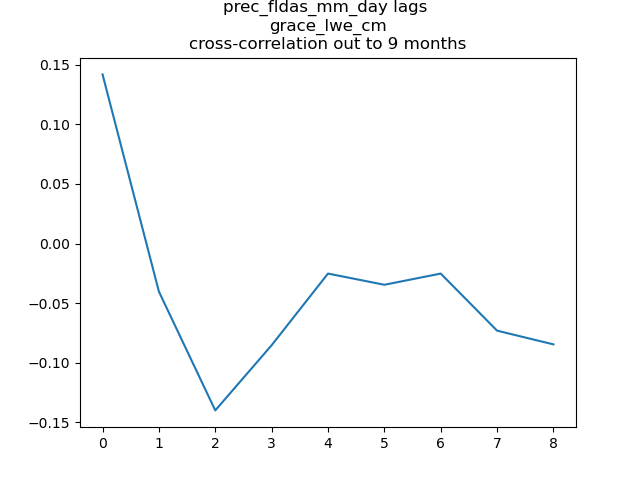 prec_fldas_mm_day lags
grace_lwe_cm
cross-correlation out to 9 months
0.15
0.10
0.05
0.00
−0.05
−0.10
−0.15
0 1 2 3 4 5 6 7 8